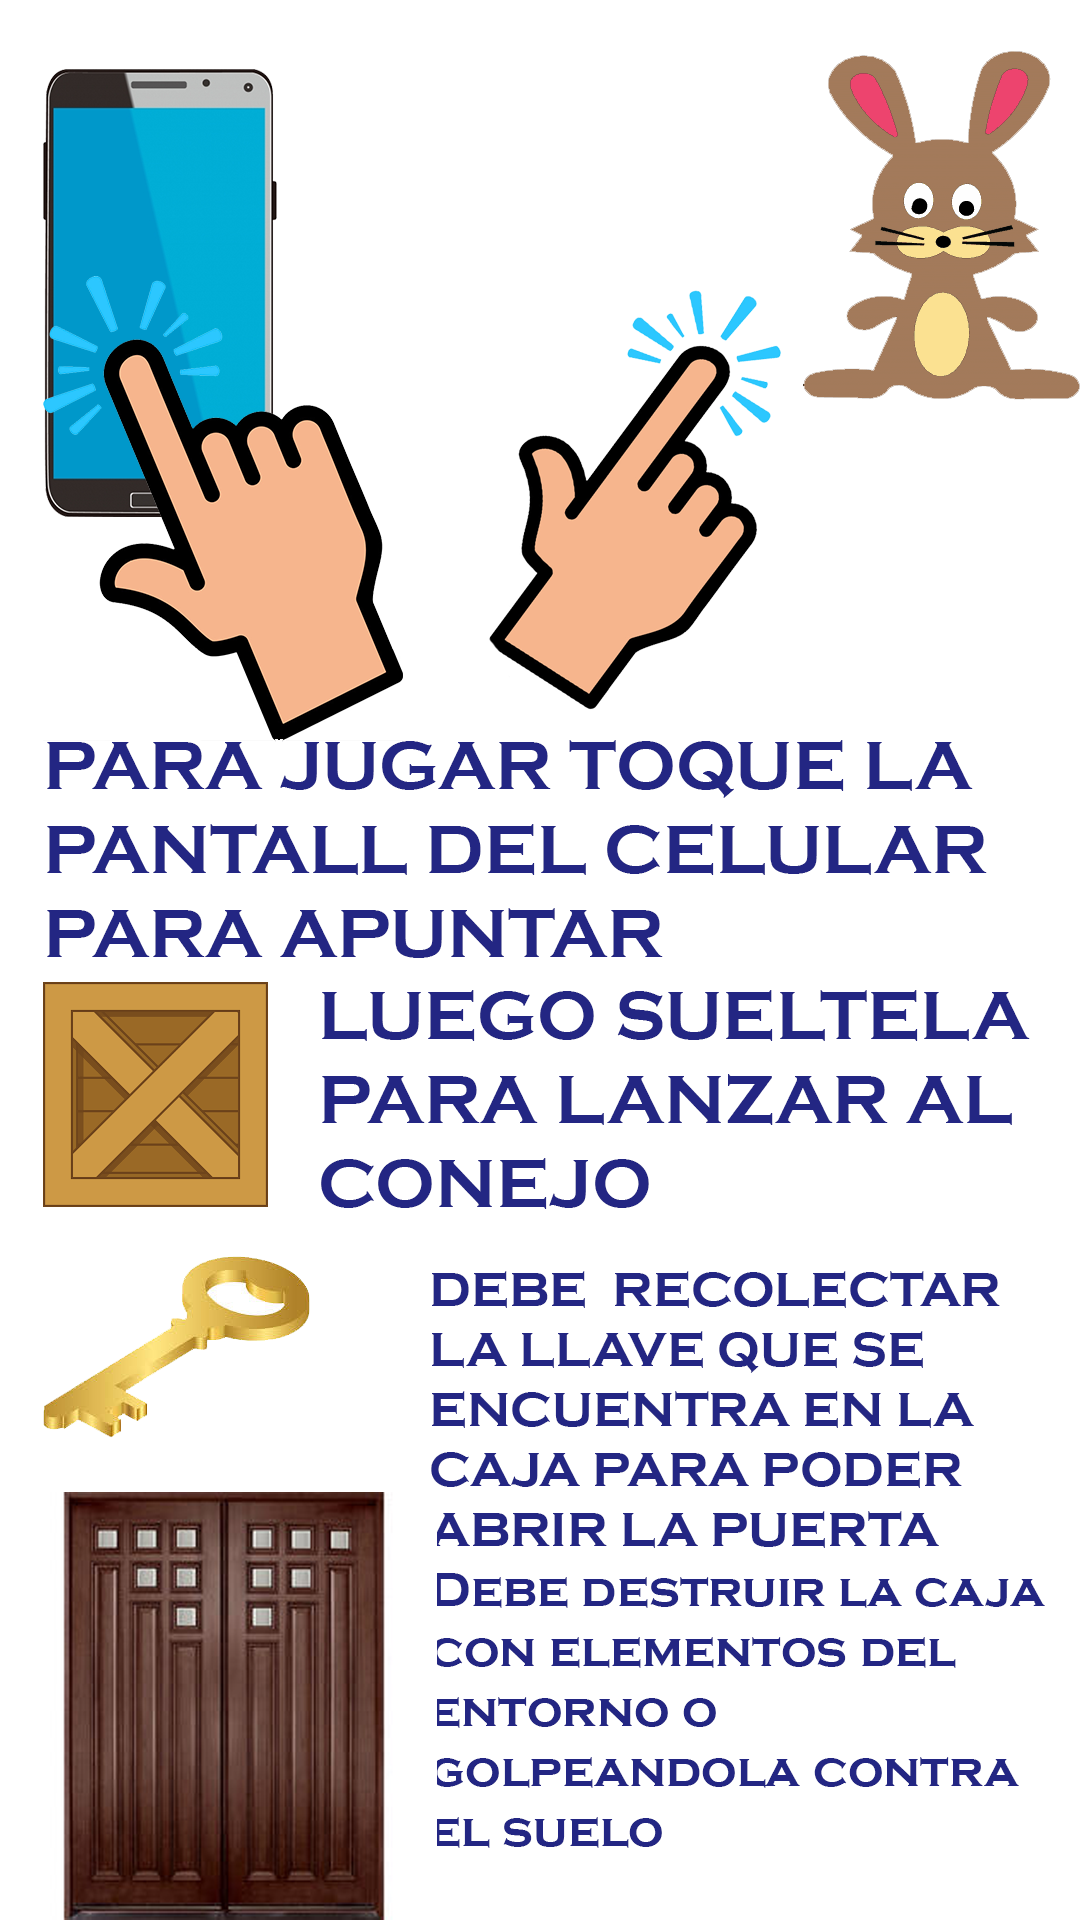 PARA JUGAR TOQUE LA
PANTALL DEL CELULAR
PARA APUNTAR
LUEGO SUELTELA
PARA LANZAR AL
CONEJO
DEBE  RECOLECTAR
LA LLAVE QUE SE
ENCUENTRA EN LA
CAJA PARA PODER
ABRIR LA PUERTA
DEBE DESTRUIR LA CAJA
CON ELEMENTOS DEL
ENTORNO O
GOLPEANDOLA CONTRA
EL SUELO